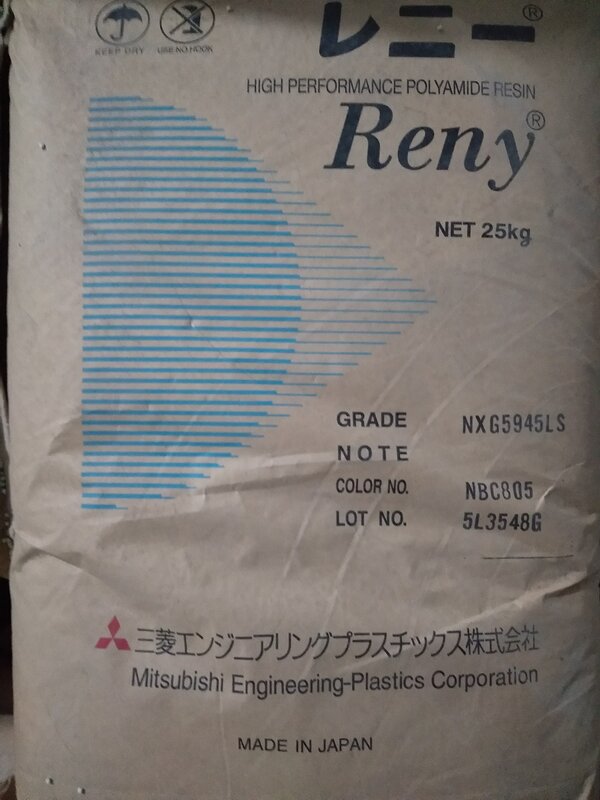 KEEP DRY USE NO HOOK
レニー®
HIGH PERFORMANCE POLYAMIDE RESIN
Reny®
NET 25kg
GRADE NXG5945LS
NOTE
COLOR NO. NBC805
LOT NO. 5L3548G
三菱エンジニアリングプラスチックス株式会社
Mitsubishi Engineering-Plastics Corporation
MADE IN JAPAN